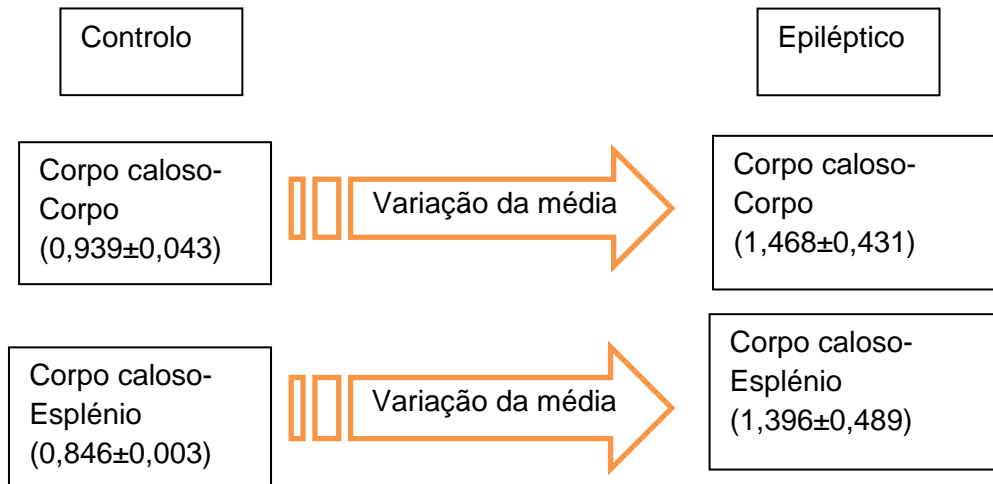 Controlo
Epiléptico
Corpo caloso-
Corpo
(0,939±0,043)
Variação da média
Corpo caloso-
Corpo
(1,468±0,431)
Corpo caloso-
Esplénio
(0,846±0,003)
Variação da média
Corpo caloso-
Esplénio
(1,396±0,489)